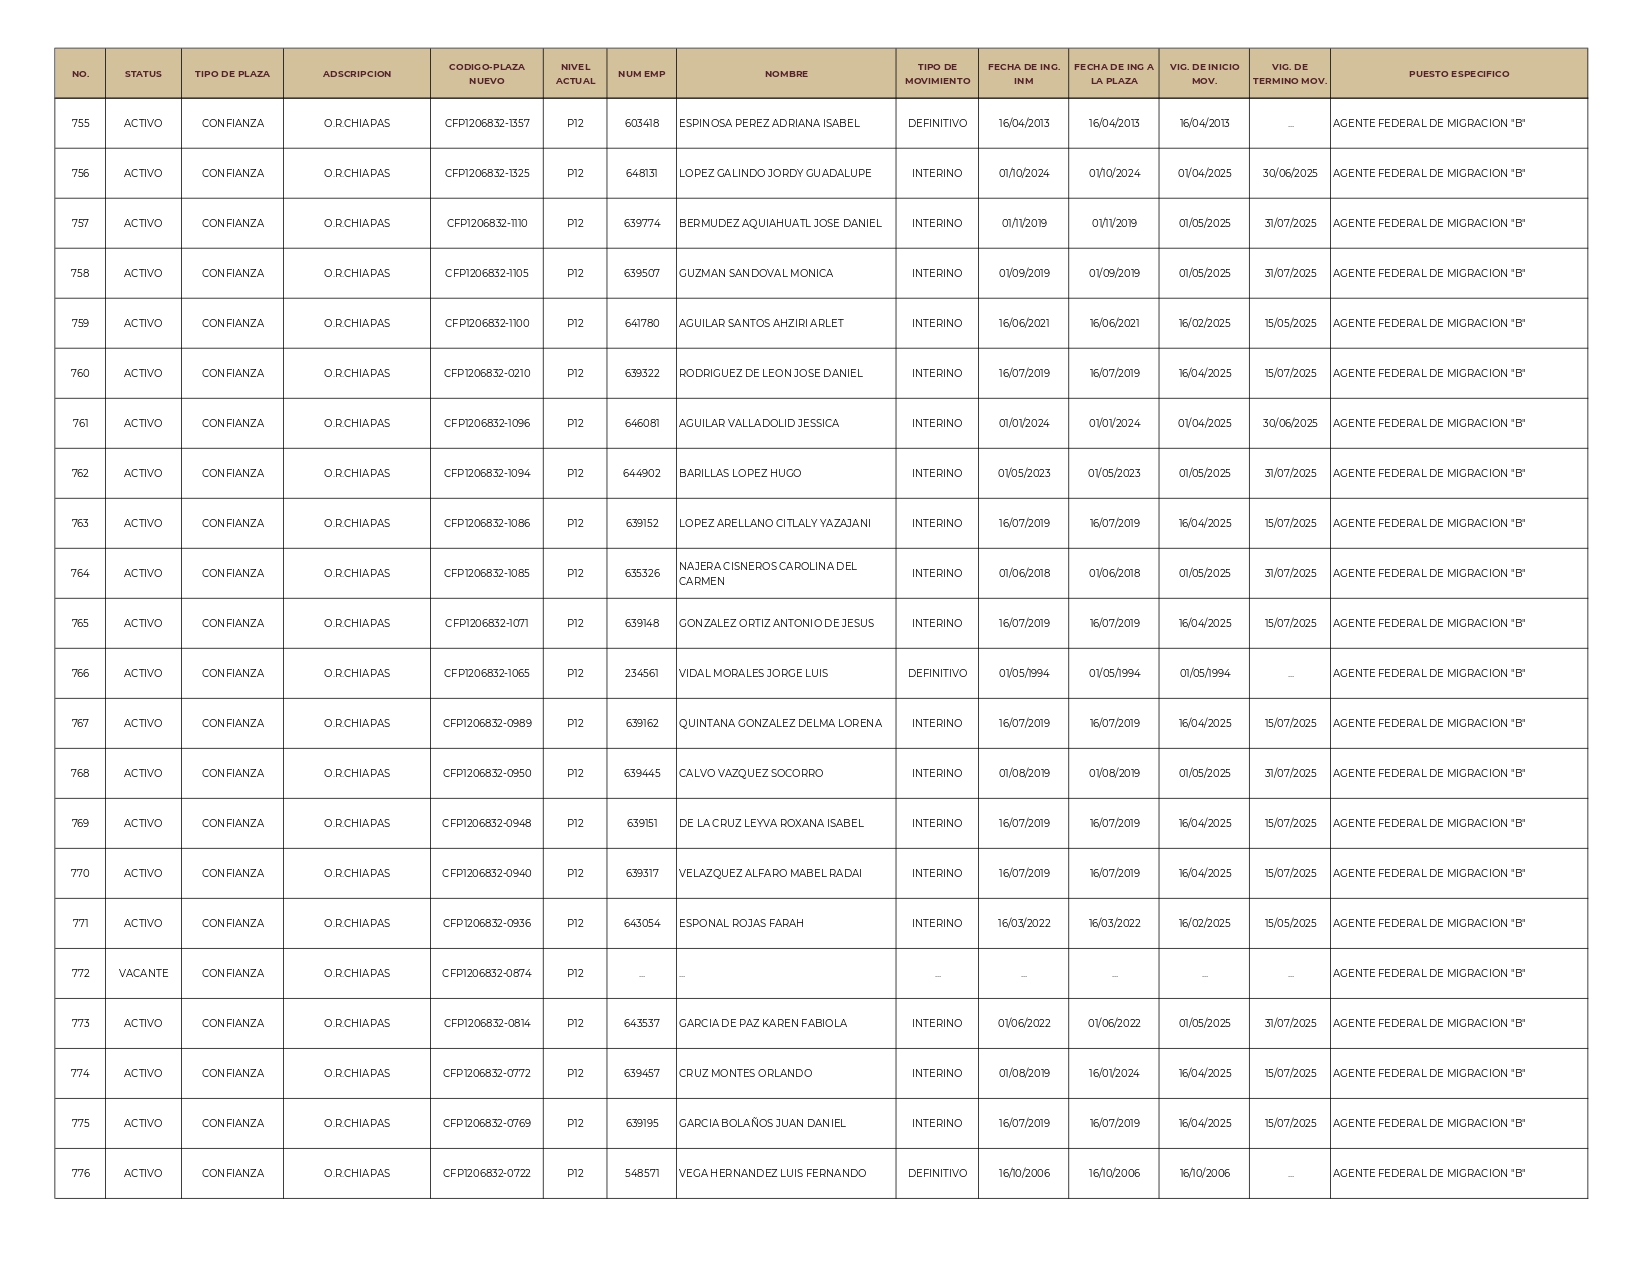 NO. STATUS TIPO DE PLAZA ADSCRIPCION CODIGO-PLAZA NUEVO NIVEL ACTUAL NUM EMP NOMBRE TIPO DE MOVIMIENTO FECHA DE ING. INM FECHA DE ING A LA PLAZA VIG. DE INICIO MOV. VIG. DE TERMINO MOV. PUESTO ESPECIFICO
755 ACTIVO CONFIANZA O.R.CHIAPAS CFP1206832-1357 P12 603418 ESPINOSA PEREZ ADRIANA ISABEL DEFINITIVO 16/04/2013 16/04/2013 16/04/2013 ... AGENTE FEDERAL DE MIGRACION "B"
756 ACTIVO CONFIANZA O.R.CHIAPAS CFP1206832-1325 P12 648131 LOPEZ GALINDO JORDY GUADALUPE INTERINO 01/10/2024 01/10/2024 01/04/2025 30/06/2025 AGENTE FEDERAL DE MIGRACION "B"
757 ACTIVO CONFIANZA O.R.CHIAPAS CFP1206832-1110 P12 639774 BERMUDEZ AQUIAHUATL JOSE DANIEL INTERINO 01/11/2019 01/11/2019 01/05/2025 31/07/2025 AGENTE FEDERAL DE MIGRACION "B"
758 ACTIVO CONFIANZA O.R.CHIAPAS CFP1206832-1105 P12 639507 GUZMAN SANDOVAL MONICA INTERINO 01/09/2019 01/09/2019 01/05/2025 31/07/2025 AGENTE FEDERAL DE MIGRACION "B"
759 ACTIVO CONFIANZA O.R.CHIAPAS CFP1206832-1100 P12 641780 AGUILAR SANTOS AHZIRI ARLET INTERINO 16/06/2021 16/06/2021 16/02/2025 15/05/2025 AGENTE FEDERAL DE MIGRACION "B"
760 ACTIVO CONFIANZA O.R.CHIAPAS CFP1206832-0210 P12 639322 RODRIGUEZ DE LEON JOSE DANIEL INTERINO 16/07/2019 16/07/2019 16/04/2025 15/07/2025 AGENTE FEDERAL DE MIGRACION "B"
761 ACTIVO CONFIANZA O.R.CHIAPAS CFP1206832-1096 P12 646081 AGUILAR VALLADOLID JESSICA INTERINO 01/01/2024 01/01/2024 01/04/2025 30/06/2025 AGENTE FEDERAL DE MIGRACION "B"
762 ACTIVO CONFIANZA O.R.CHIAPAS CFP1206832-1094 P12 644902 BARILLAS LOPEZ HUGO INTERINO 01/05/2023 01/05/2023 01/05/2025 31/07/2025 AGENTE FEDERAL DE MIGRACION "B"
763 ACTIVO CONFIANZA O.R.CHIAPAS CFP1206832-1086 P12 639152 LOPEZ ARELLANO CITLALY YAZAJANI INTERINO 16/07/2019 16/07/2019 16/04/2025 15/07/2025 AGENTE FEDERAL DE MIGRACION "B"
764 ACTIVO CONFIANZA O.R.CHIAPAS CFP1206832-1085 P12 635326 NAJERA CISNEROS CAROLINA DEL CARMEN INTERINO 01/06/2018 01/06/2018 01/05/2025 31/07/2025 AGENTE FEDERAL DE MIGRACION "B"
765 ACTIVO CONFIANZA O.R.CHIAPAS CFP1206832-1071 P12 639148 GONZALEZ ORTIZ ANTONIO DE JESUS INTERINO 16/07/2019 16/07/2019 16/04/2025 15/07/2025 AGENTE FEDERAL DE MIGRACION "B"
766 ACTIVO CONFIANZA O.R.CHIAPAS CFP1206832-1065 P12 234561 VIDAL MORALES JORGE LUIS DEFINITIVO 01/05/1994 01/05/1994 01/05/1994 ... AGENTE FEDERAL DE MIGRACION "B"
767 ACTIVO CONFIANZA O.R.CHIAPAS CFP1206832-0989 P12 639162 QUINTANA GONZALEZ DELMA LORENA INTERINO 16/07/2019 16/07/2019 16/04/2025 15/07/2025 AGENTE FEDERAL DE MIGRACION "B"
768 ACTIVO CONFIANZA O.R.CHIAPAS CFP1206832-0950 P12 639445 CALVO VAZQUEZ SOCORRO INTERINO 01/08/2019 01/08/2019 01/05/2025 31/07/2025 AGENTE FEDERAL DE MIGRACION "B"
769 ACTIVO CONFIANZA O.R.CHIAPAS CFP1206832-0948 P12 639151 DE LA CRUZ LEYVA ROXANA ISABEL INTERINO 16/07/2019 16/07/2019 16/04/2025 15/07/2025 AGENTE FEDERAL DE MIGRACION "B"
770 ACTIVO CONFIANZA O.R.CHIAPAS CFP1206832-0940 P12 639317 VELAZQUEZ ALFARO MABEL RADAI INTERINO 16/07/2019 16/07/2019 16/04/2025 15/07/2025 AGENTE FEDERAL DE MIGRACION "B"
771 ACTIVO CONFIANZA O.R.CHIAPAS CFP1206832-0936 P12 643054 ESPONAL ROJAS FARAH INTERINO 16/03/2022 16/03/2022 16/02/2025 15/05/2025 AGENTE FEDERAL DE MIGRACION "B"
772 VACANTE CONFIANZA O.R.CHIAPAS CFP1206832-0874 P12 ... ... ... ... ... ... ... AGENTE FEDERAL DE MIGRACION "B"
773 ACTIVO CONFIANZA O.R.CHIAPAS CFP1206832-0814 P12 643537 GARCIA DE PAZ KAREN FABIOLA INTERINO 01/06/2022 01/06/2022 01/05/2025 31/07/2025 AGENTE FEDERAL DE MIGRACION "B"
774 ACTIVO CONFIANZA O.R.CHIAPAS CFP1206832-0772 P12 639457 CRUZ MONTES ORLANDO INTERINO 01/08/2019 16/01/2024 16/04/2025 15/07/2025 AGENTE FEDERAL DE MIGRACION "B"
775 ACTIVO CONFIANZA O.R.CHIAPAS CFP1206832-0769 P12 639195 GARCIA BOLAÑOS JUAN DANIEL INTERINO 16/07/2019 16/07/2019 16/04/2025 15/07/2025 AGENTE FEDERAL DE MIGRACION "B"
776 ACTIVO CONFIANZA O.R.CHIAPAS CFP1206832-0722 P12 548571 VEGA HERNANDEZ LUIS FERNANDO DEFINITIVO 16/10/2006 16/10/2006 16/10/2006 ... AGENTE FEDERAL DE MIGRACION "B"